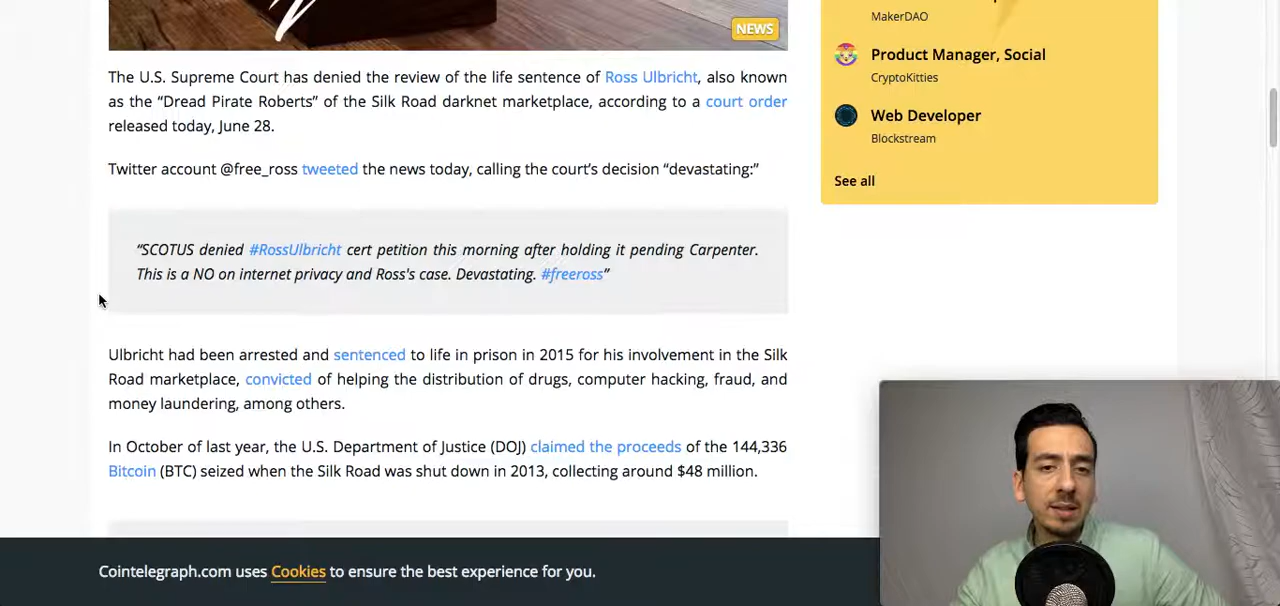 NEWS
The U.S. Supreme Court has denied the review of the life sentence of Ross Ulbricht, also known
as the “Dread Pirate Roberts” of the Silk Road darknet marketplace, according to a court order
released today, June 28.
Twitter account @free_ross tweeted the news today, calling the court’s decision “devastating:”
“SCOTUS denied #RossUlbricht cert petition this morning after holding it pending Carpenter.
This is a NO on internet privacy and Ross's case. Devastating. #freeross”
Ulbricht had been arrested and sentenced to life in prison in 2015 for his involvement in the Silk
Road marketplace, convicted of helping the distribution of drugs, computer hacking, fraud, and
money laundering, among others.
In October of last year, the U.S. Department of Justice (DOJ) claimed the proceeds of the 144,336
Bitcoin (BTC) seized when the Silk Road was shut down in 2013, collecting around $48 million.
MakerDAO
Product Manager, Social
CryptoKitties
Web Developer
Blockstream
See all
Cointelegraph.com uses Cookies to ensure the best experience for you.